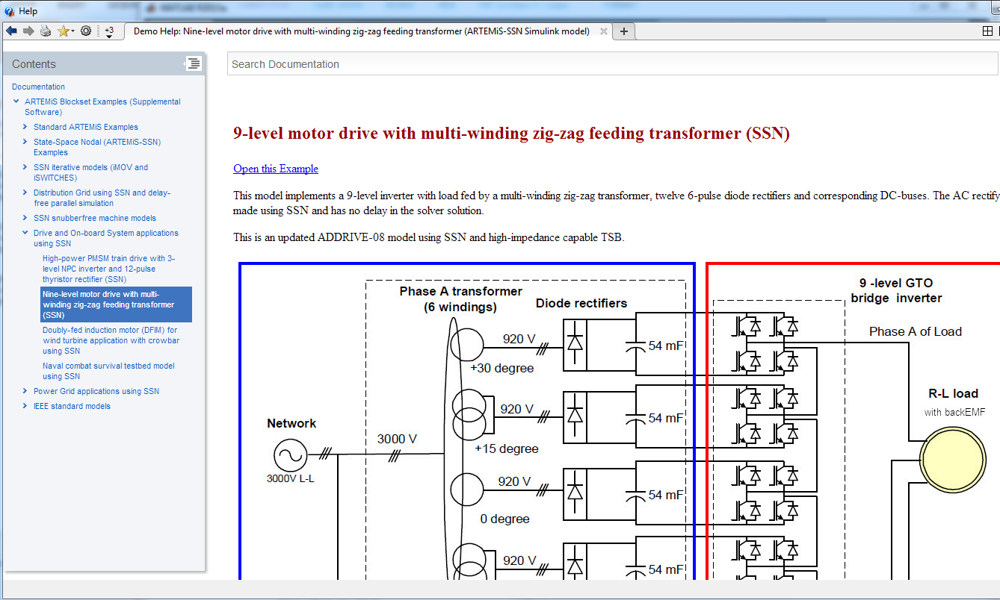 Help
+3
Demo Help: Nine-level motor drive with multi-winding zig-zag feeding transformer (ARTEMiS-SSN Simulink model)
Contents
Search Documentation
Documentation
ARTEMiS Blockset Examples (Supplemental
Software)
Standard ARTEMiS Examples
State-Space Nodal (ARTEMiS-SSN)
Examples
SSN iterative models (iMOV and
iSWITCHES)
Distribution Grid using SSN and delay-
free parallel simulation
SSN snubberfree machine models
Drive and On-board System applications
using SSN
High-power PMSM train drive with 3-
level NPC inverter and 12-pulse
thyristor rectifier (SSN)
Nine-level motor drive with multi-
winding zig-zag feeding transformer
(SSN)
Doubly-fed induction motor (DFIM) for
wind turbine application with crowbar
using SSN
Naval combat survival testbed model
using SSN
Power Grid applications using SSN
IEEE standard models
9-level motor drive with multi-winding zig-zag feeding transformer (SSN)
Open this Example
This model implements a 9-level inverter with load fed by a multi-winding zig-zag transformer, twelve 6-pulse diode rectifiers and corresponding DC-buses. The AC rectify
made using SSN and has no delay in the solver solution.
This is an updated ADDRIVE-08 model using SSN and high-impedance capable TSB.
Phase A transformer
(6 windings)
Diode rectifiers
9 -level GTO
bridge inverter
920 V
54 mF
+30 degree
Phase A of Load
920 V
54 mF
+15 degree
R-L load
with backEMF
Network
3000 V
3000V L-L
920 V
54 mF
0 degree
920 V
54 mF